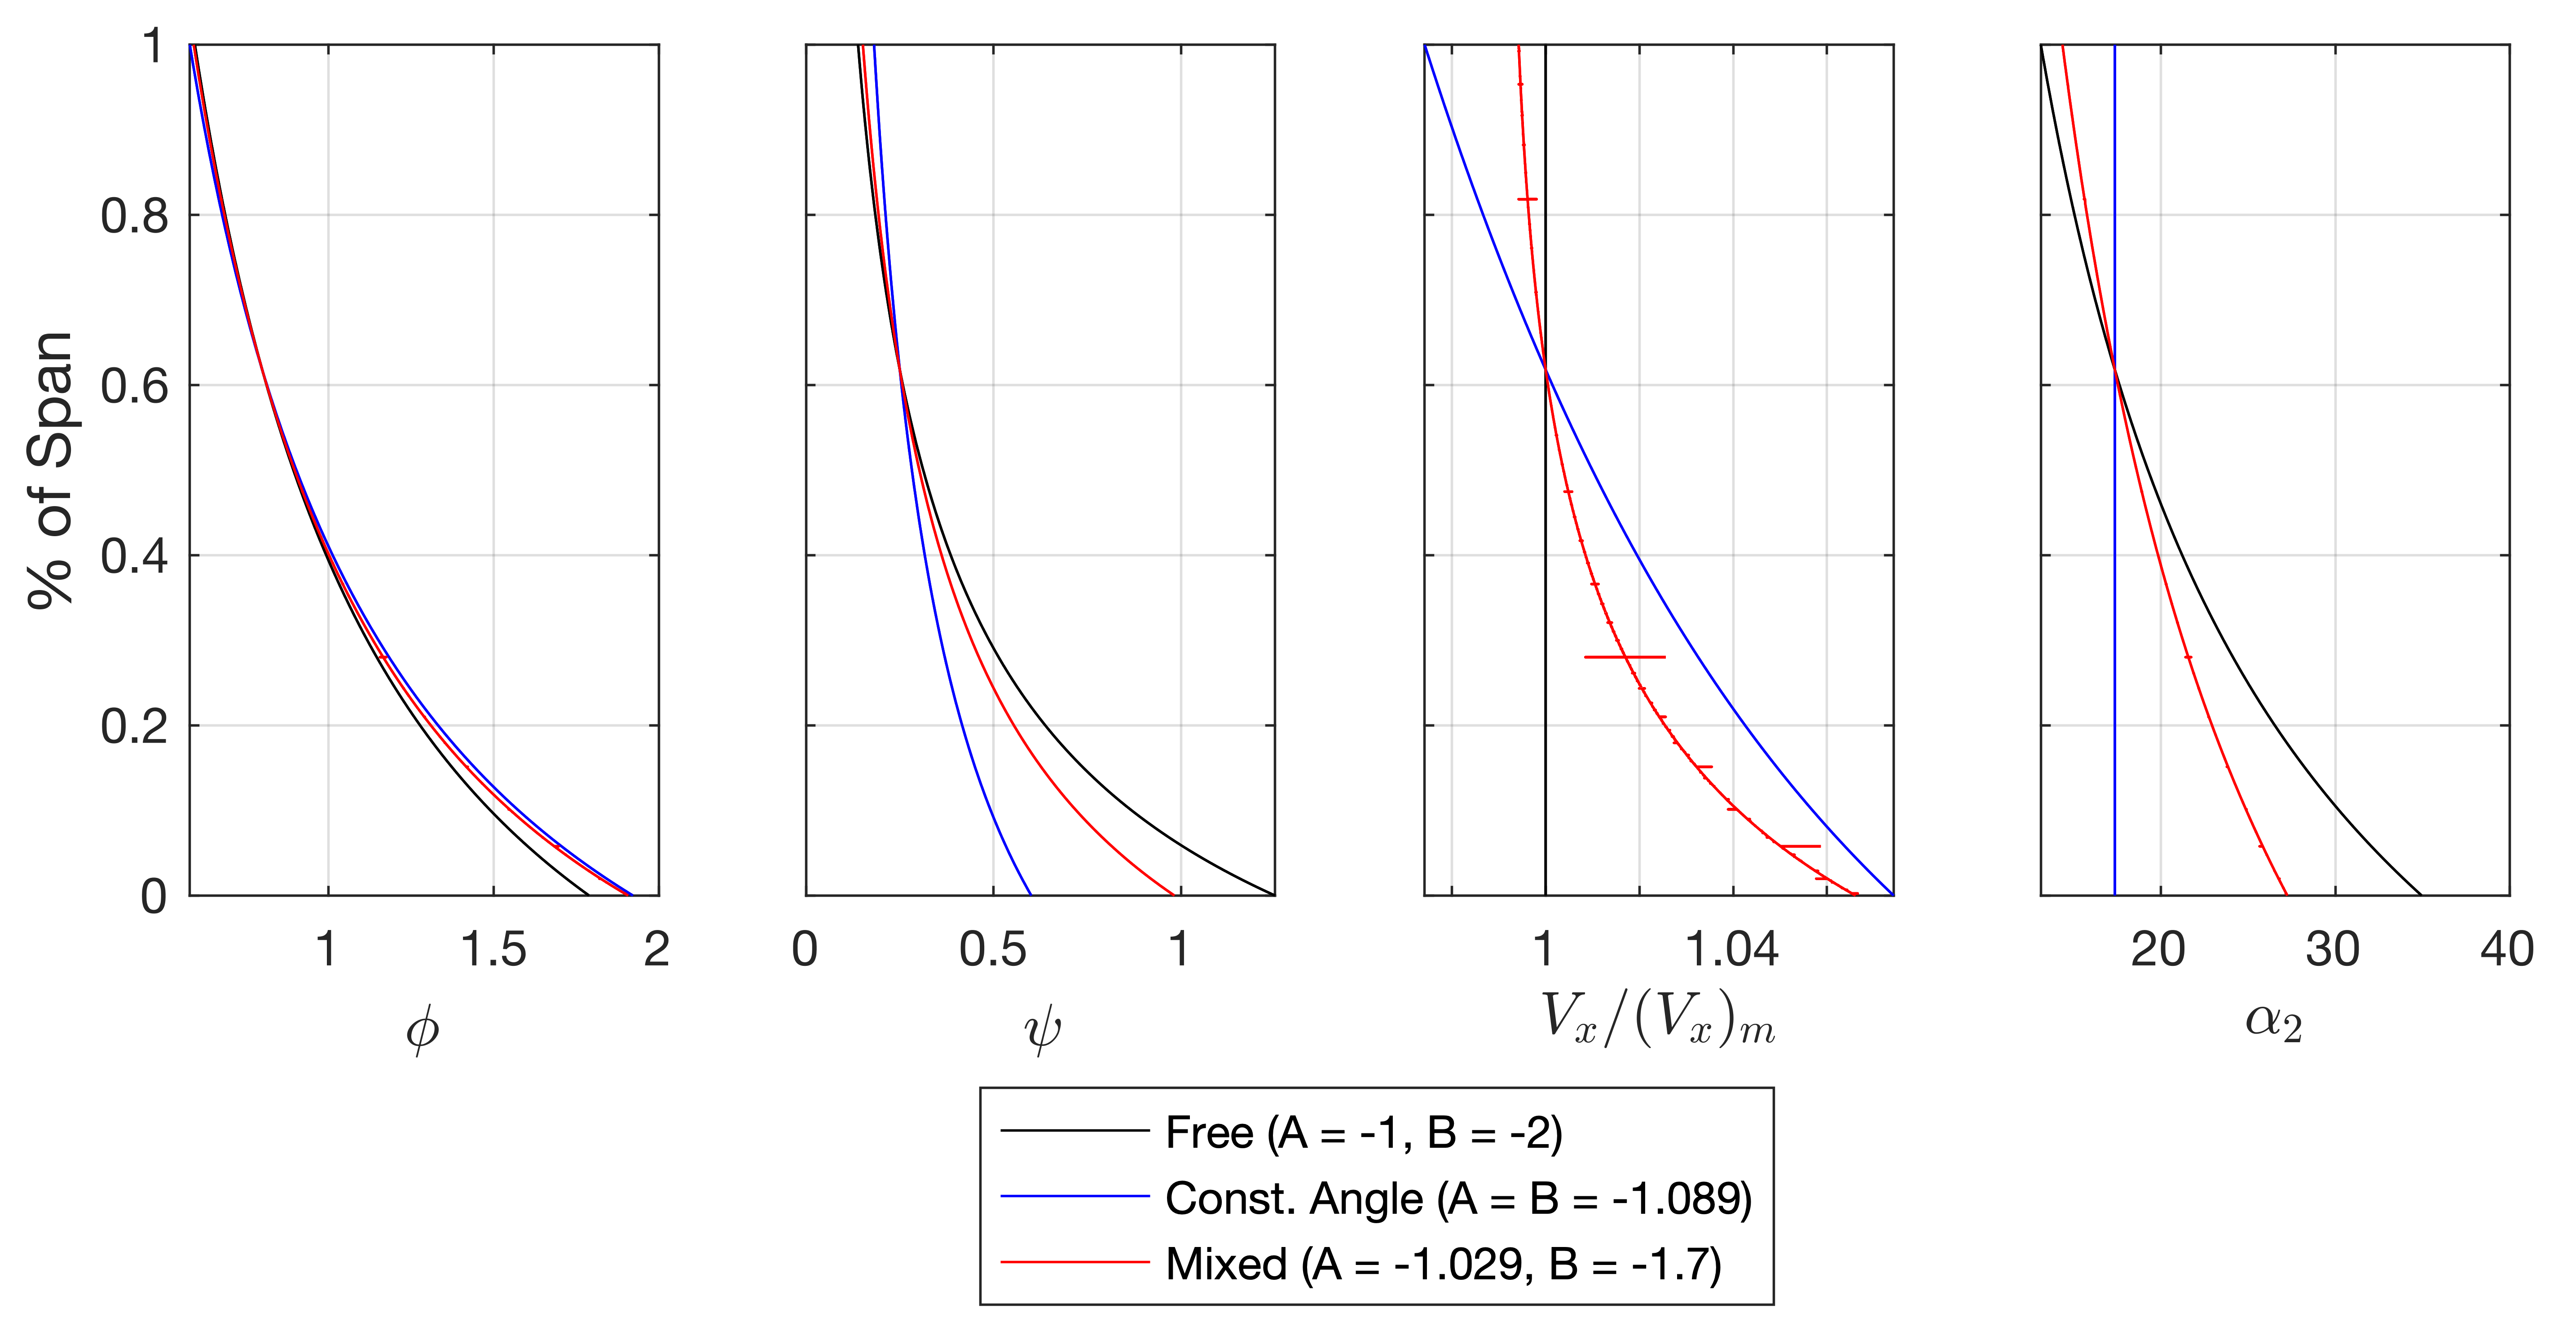 % of Span
1
0.8
0.6
0.4
0.2
0
1 1.5 2
0 0.5 1
1 1.04
20 30 40
ϕ
ψ
Vₓ/(Vₓ)ₘ
α₂
Free (A = -1, B = -2)
Const. Angle (A = B = -1.089)
Mixed (A = -1.029, B = -1.7)